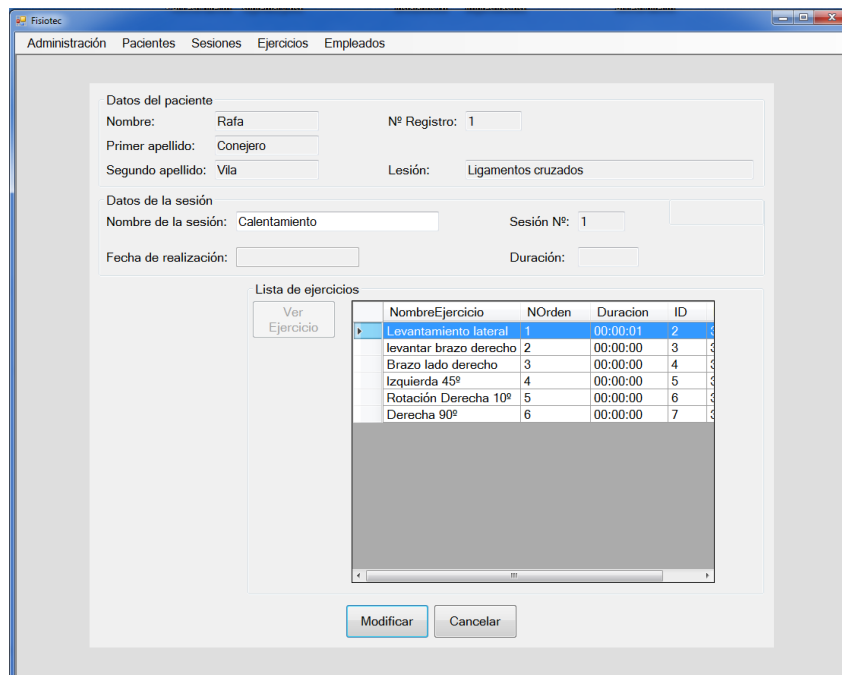 Fisiotec
Administración Pacientes Sesiones Ejercicios Empleados
Datos del paciente
Nombre: Rafa Nº Registro: 1
Primer apellido: Conejero
Segundo apellido: Vila Lesión: Ligamentos cruzados
Datos de la sesión
Nombre de la sesión: Calentamiento Sesión Nº: 1
Fecha de realización: Duración:
Lista de ejercicios
Ver
Ejercicio
NombreEjercicio NOrden Duracion ID
Levantamiento lateral 1 00:00:01 2
levantar brazo derecho 2 00:00:00 3
Brazo lado derecho 3 00:00:00 4
Izquierda 45º 4 00:00:00 5
Rotación Derecha 10º 5 00:00:00 6
Derecha 90º 6 00:00:00 7
Modificar Cancelar